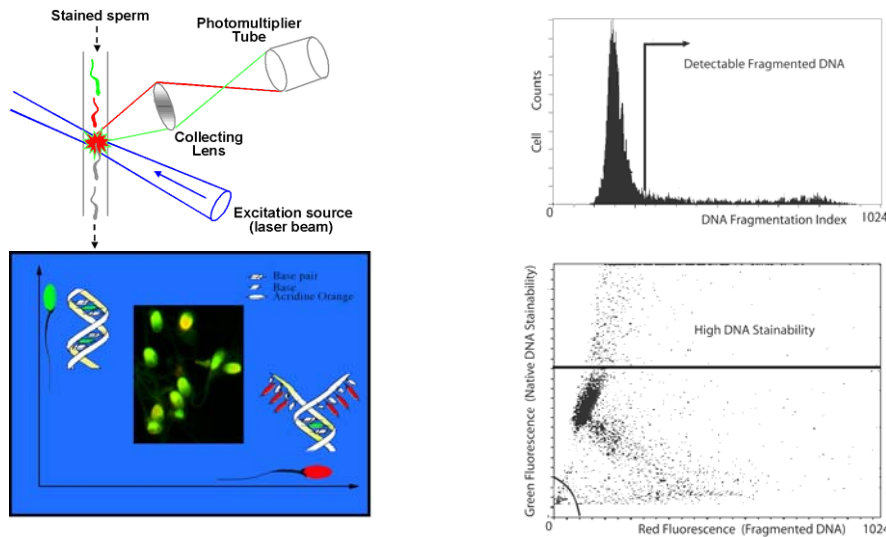 Stained sperm
Photomultiplier
Tube
Collecting
Lens
Excitation source
(laser beam)
Base pair
Base
Acridine Orange
Detectable Fragmented DNA
Cell Counts
0
DNA Fragmentation Index
1024
High DNA Stainability
Green Fluorescence (Native DNA Stainability)
0
Red Fluorescence (Fragmented DNA)
1024